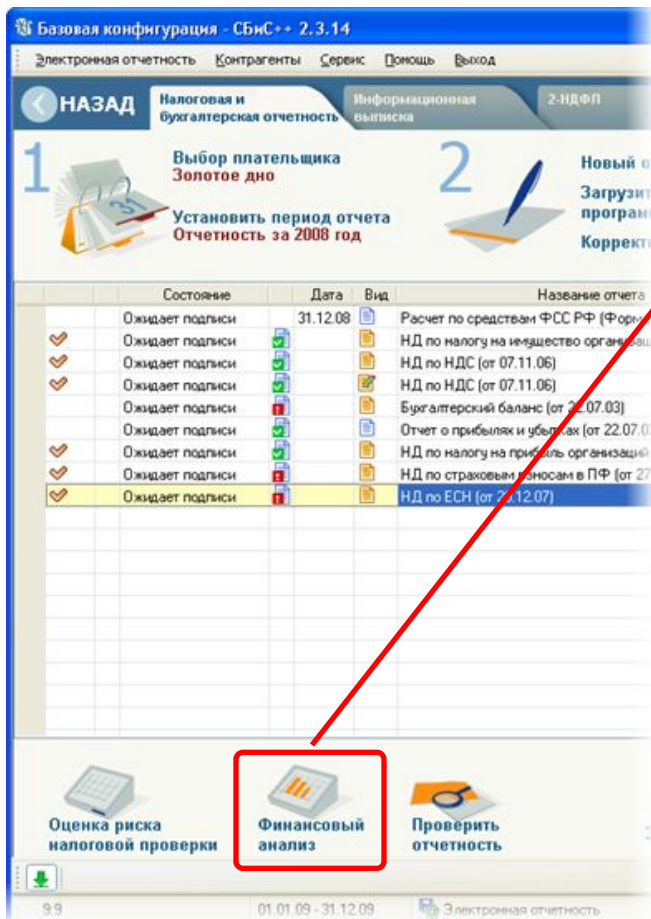 Базовая конфигурация - СБиС++ 2.3.14
Электронная отчетность Контрагенты Сервис Помощь Выход
НАЗАД
Налоговая и
бухгалтерская отчетность
Информационная
выписка
2-НДФЛ
1
Выбор плательщика
Золотое дно
Установить период отчета
Отчетность за 2008 год
2
Новый
Загрузит
програм
Коррект
Состояние Дата Вид Название отчета
Ожидает подписи 31.12.08 Расчет по средствам ФСС РФ (Форм
Ожидает подписи НД по налогу на имущество организац
Ожидает подписи НД по НДС (от 07.11.06)
Ожидает подписи НД по НДС (от 07.11.06)
Ожидает подписи Бухгалтерский баланс (от 22.07.03)
Ожидает подписи Отчет о прибылях и убытках (от 22.07.0
Ожидает подписи НД по налогу на прибыль организаций
Ожидает подписи НД по страховым взносам в ПФ (от 27
Ожидает подписи НД по ЕСН (от 29.12.07)
Оценка риска
налоговой проверки
Финансовый
анализ
Проверить
отчетность
9:9 01.01.09 - 31.12.09 Электронная отчетность